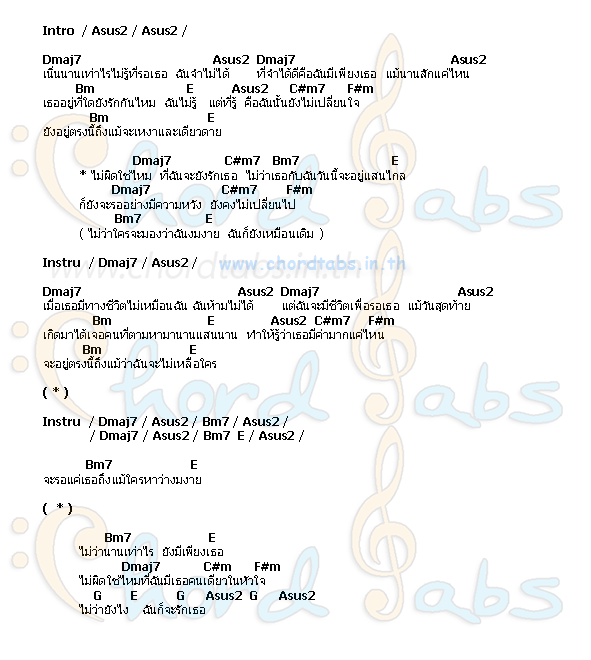 Intro / Asus2 / Asus2 /
Dmaj7 Asus2 Dmaj7 Asus2
เนิ่นนานเท่าไรไม่รู้ที่รอเธอ ฉันจำไม่ได้ ที่จำได้ดีคือฉันมีเพียงเธอ แม้นานสักแค่ไหน
Bm E Asus2 C#m7 F#m
เธออยู่ที่ใดยังรักกันไหม ฉันไม่รู้ แต่ที่รู้ คือฉันนั้นยังไม่เปลี่ยนใจ
Bm E
ยังอยู่ตรงนี้ถึงแม้จะเหงาและเดียวดาย
Dmaj7 C#m7 Bm7 E
* ไม่ผิดใช่ไหม ที่ฉันจะยังรักเธอ ไม่ว่าเธอกับฉันวันนี้จะอยู่แสนไกล
Dmaj7 C#m7 F#m
ก็ยังจะรออย่างมีความหวัง ยังคงไม่เปลี่ยนไป
Bm7 E
( ไม่ว่าใครจะมองว่าฉันงมงาย ฉันก็ยังเหมือนเดิม )
Instru / Dmaj7 / Asus2 /
www.chordtabs.in.th
Dmaj7 Asus2 Dmaj7 Asus2
เมื่อเธอมีทางชีวิตไม่เหมือนฉัน ฉันห้ามไม่ได้ แต่ฉันจะมีชีวิตเพื่อรอเธอ แม้วันสุดท้าย
Bm E Asus2 C#m7 F#m
เกิดมาได้เจอคนที่ตามหามานานแสนนาน ทำให้รู้ว่าเธอมีค่ามากแค่ไหน
Bm E
จะอยู่ตรงนี้ถึงแม้ว่าฉันจะไม่เหลือใคร
( * )
Instru / Dmaj7 / Asus2 / Bm7 / Asus2 /
/ Dmaj7 / Asus2 / Bm7 E / Asus2 /
Bm7 E
จะรอแค่เธอถึงแม้ใครหาว่างมงาย
( * )
Bm7 E
ไม่ว่านานเท่าไร ยังมีเพียงเธอ
Dmaj7 C#m F#m
ไม่ผิดใช่ไหมที่ฉันมีเธอคนเดียวในหัวใจ
G E G Asus2 G Asus2
ไม่ว่ายังไง ฉันก็จะรักเธอ